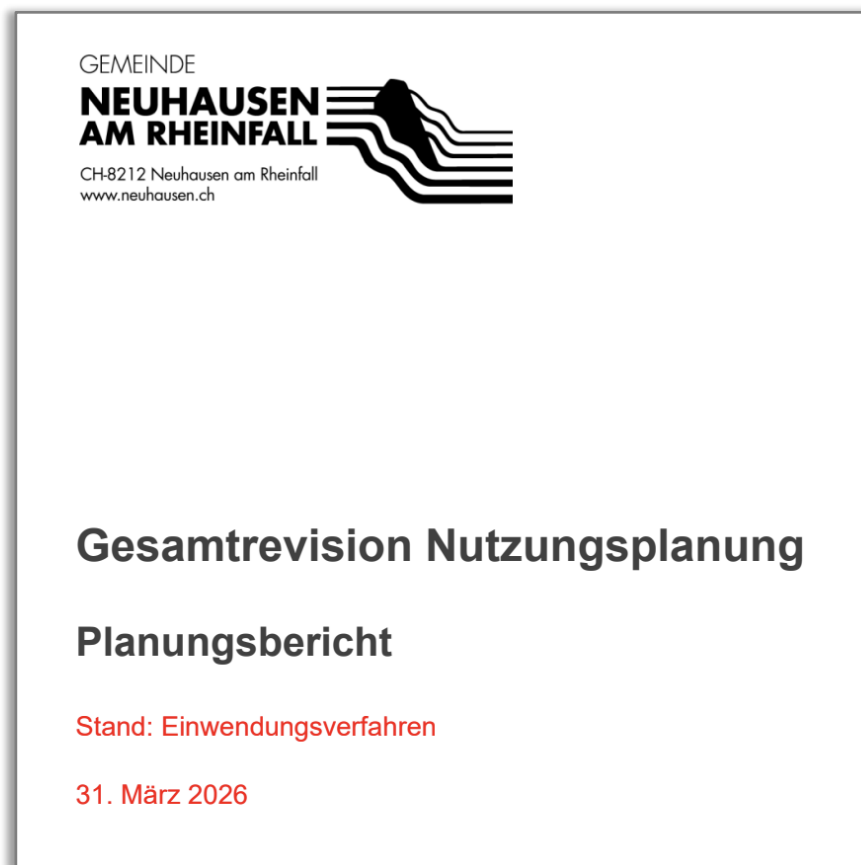 GEMEINDE
NEUHAUSEN
AM RHEINFALL
CH-8212 Neuhausen am Rheinfall
www.neuhausen.ch
Gesamtrevision Nutzungsplanung
Planungsbericht
Stand: Einwendungsverfahren
31. März 2026